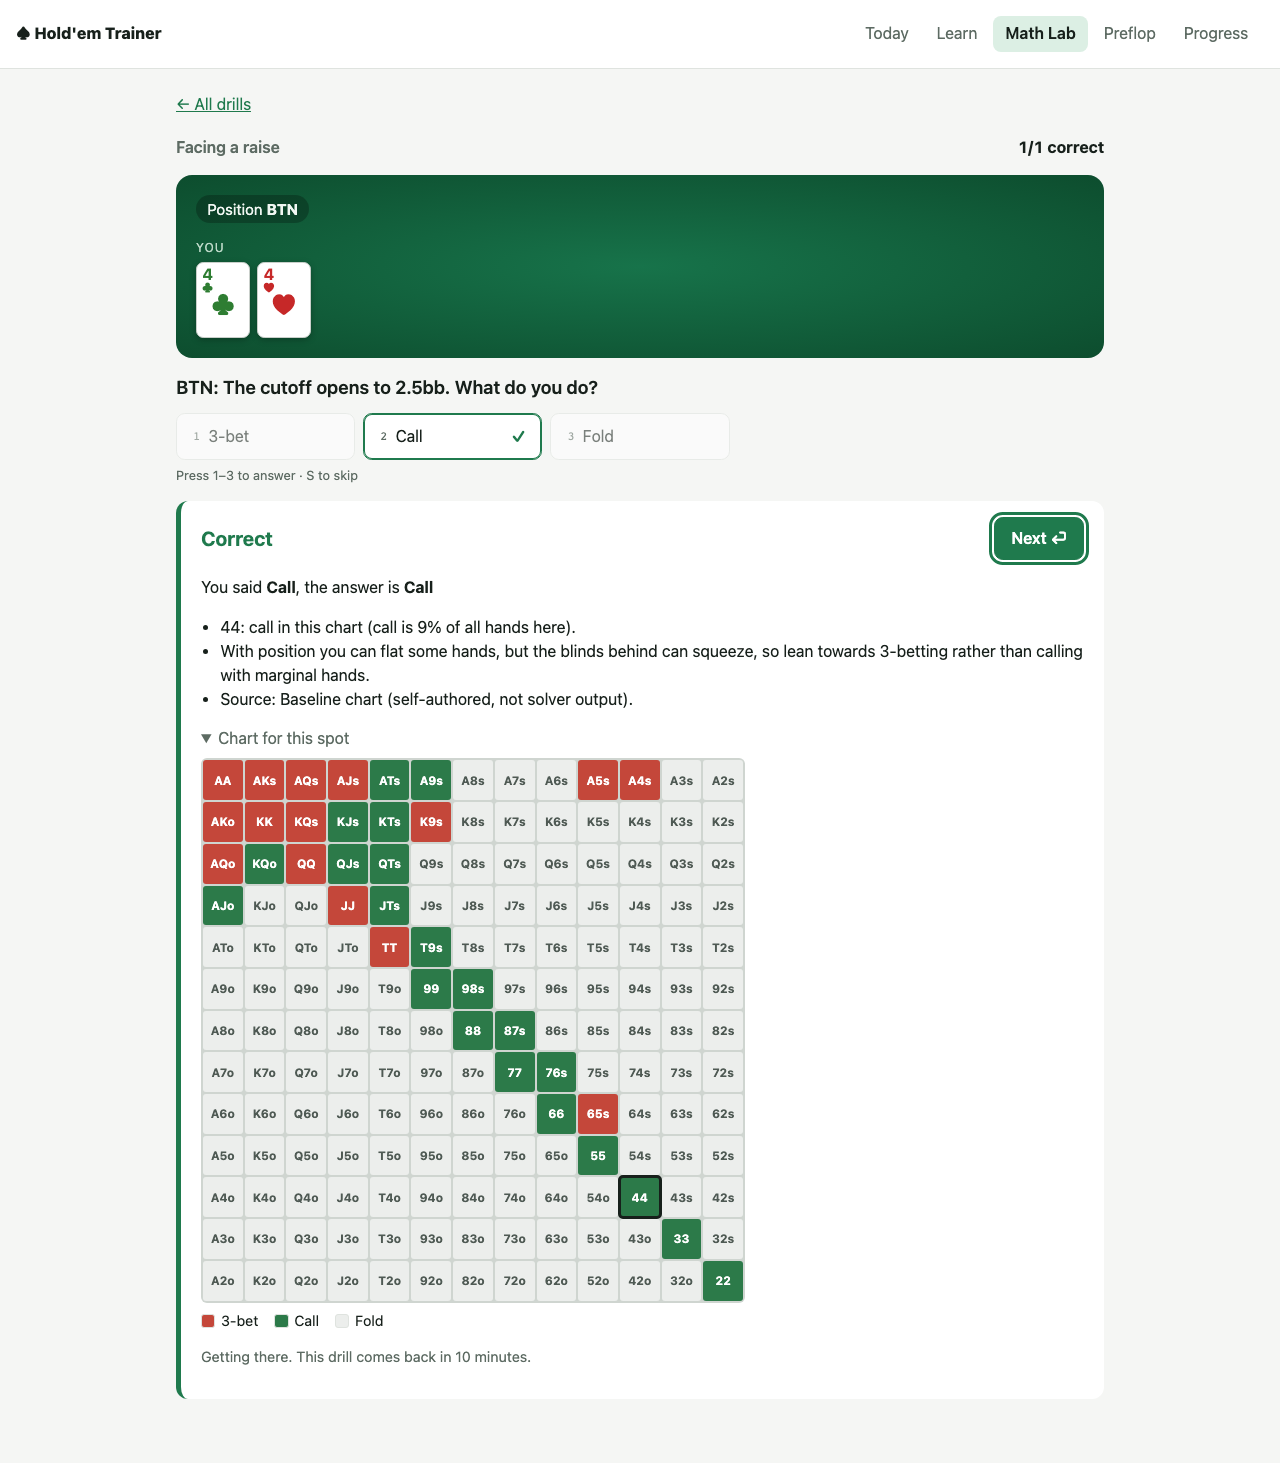 ♠ Hold'em Trainer
Today Learn Math Lab Preflop Progress
← All drills
Facing a raise 1/1 correct
Position BTN
YOU
4♣ 4♥
BTN: The cutoff opens to 2.5bb. What do you do?
1 3-bet 2 Call ✓ 3 Fold
Press 1–3 to answer · S to skip
Correct Next ⏎
You said Call, the answer is Call
• 44: call in this chart (call is 9% of all hands here).
• With position you can flat some hands, but the blinds behind can squeeze, so lean towards 3-betting rather than calling
with marginal hands.
• Source: Baseline chart (self-authored, not solver output).
▼ Chart for this spot
AA AKs AQs AJs ATs A9s A8s A7s A6s A5s A4s A3s A2s
AKo KK KQs KJs KTs K9s K8s K7s K6s K5s K4s K3s K2s
AQo KQo QQ QJs QTs Q9s Q8s Q7s Q6s Q5s Q4s Q3s Q2s
AJo KJo QJo JJ JTs J9s J8s J7s J6s J5s J4s J3s J2s
ATo KTo QTo JTo TT T9s T8s T7s T6s T5s T4s T3s T2s
A9o K9o Q9o J9o T9o 99 98s 97s 96s 95s 94s 93s 92s
A8o K8o Q8o J8o T8o 98o 88 87s 86s 85s 84s 83s 82s
A7o K7o Q7o J7o T7o 97o 87o 77 76s 75s 74s 73s 72s
A6o K6o Q6o J6o T6o 96o 86o 76o 66 65s 64s 63s 62s
A5o K5o Q5o J5o T5o 95o 85o 75o 65o 55 54s 53s 52s
A4o K4o Q4o J4o T4o 94o 84o 74o 64o 54o 44 43s 42s
A3o K3o Q3o J3o T3o 93o 83o 73o 63o 53o 43o 33 32s
A2o K2o Q2o J2o T2o 92o 82o 72o 62o 52o 42o 32o 22
3-bet Call Fold
Getting there. This drill comes back in 10 minutes.